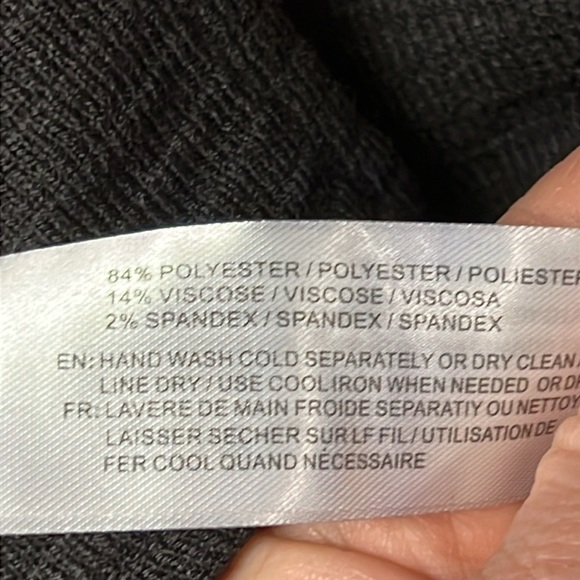 84% POLYESTER / POLYESTER / POLIESTER
14% VISCOSE / VISCOSE / VISCOSA
2% SPANDEX / SPANDEX / SPANDEX
EN: HAND WASH COLD SEPARATELY OR DRY CLEAN
LINE DRY / USE COOL IRON WHEN NEEDED OR
FR: LAVERE DE MAIN FROIDE SEPARATIY OU NETTOY
LAISSER SECHER SUR LF FIL / UTILISATION DE
FER COOL QUAND NÉCESSAIRE